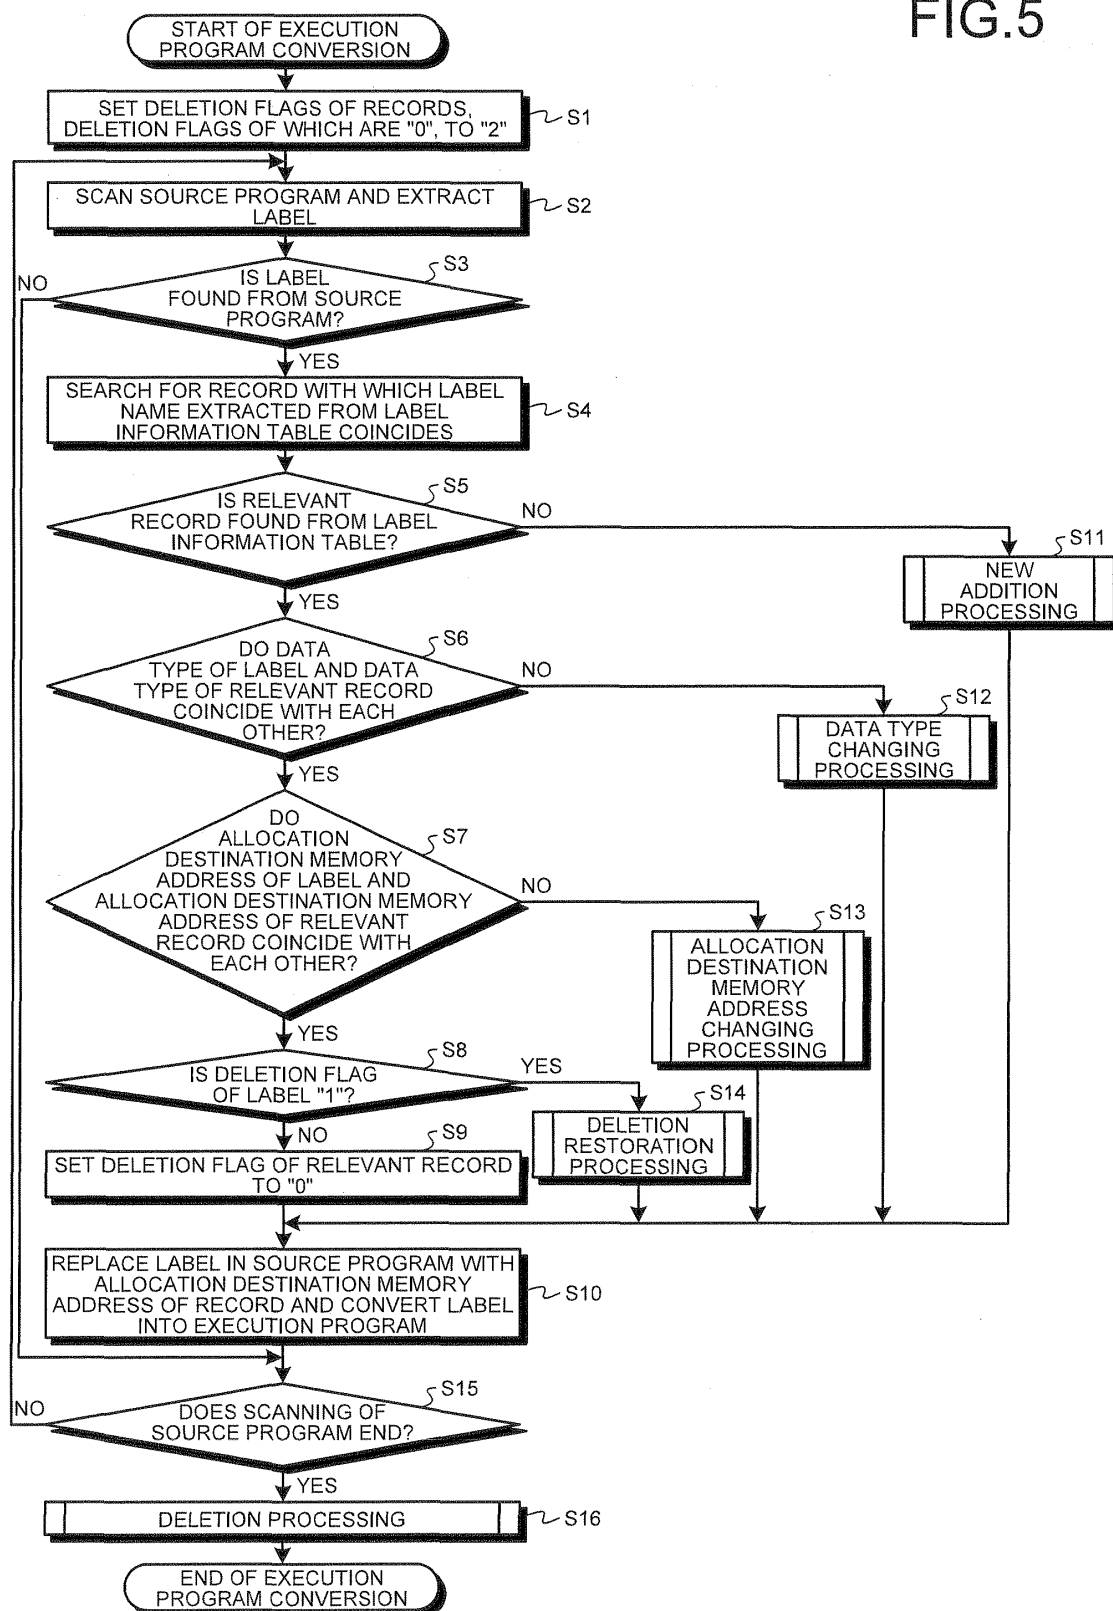 FIG.5
START OF EXECUTION
PROGRAM CONVERSION
SET DELETION FLAGS OF RECORDS,
DELETION FLAGS OF WHICH ARE "0", TO "2"
S1
SCAN SOURCE PROGRAM AND EXTRACT
LABEL
S2
S3
NO
IS LABEL
FOUND FROM SOURCE
PROGRAM?
YES
SEARCH FOR RECORD WITH WHICH LABEL
NAME EXTRACTED FROM LABEL
INFORMATION TABLE COINCIDES
S4
S5
IS RELEVANT
RECORD FOUND FROM LABEL
INFORMATION TABLE?
NO
S11
NEW
ADDITION
PROCESSING
YES
S6
DO DATA
TYPE OF LABEL AND DATA
TYPE OF RELEVANT RECORD
COINCIDE WITH EACH
OTHER?
NO
S12
DATA TYPE
CHANGING
PROCESSING
YES
S7
DO
ALLOCATION
DESTINATION MEMORY
ADDRESS OF LABEL AND
ALLOCATION DESTINATION MEMORY
ADDRESS OF RELEVANT
RECORD COINCIDE WITH
EACH OTHER?
NO
S13
ALLOCATION
DESTINATION
MEMORY
ADDRESS
CHANGING
PROCESSING
YES
S8
IS DELETION FLAG
OF LABEL "1"?
YES
S14
DELETION
RESTORATION
PROCESSING
NO
S9
SET DELETION FLAG OF RELEVANT RECORD
TO "0"
REPLACE LABEL IN SOURCE PROGRAM WITH
ALLOCATION DESTINATION MEMORY
ADDRESS OF RECORD AND CONVERT LABEL
INTO EXECUTION PROGRAM
S10
S15
NO
DOES SCANNING OF
SOURCE PROGRAM END?
YES
DELETION PROCESSING
S16
END OF EXECUTION
PROGRAM CONVERSION